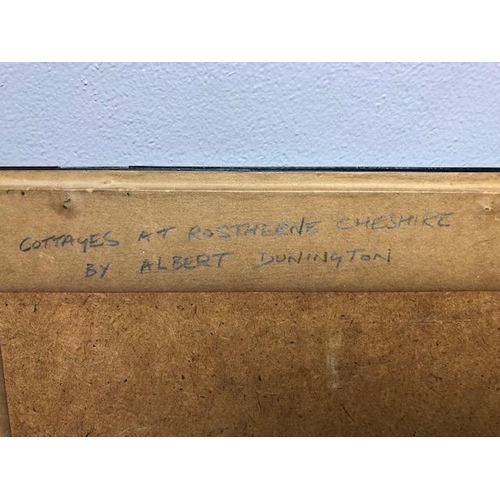 COTTAGES AT ROSTHERNE CHESHIRE
BY ALBERT DUNINGTON